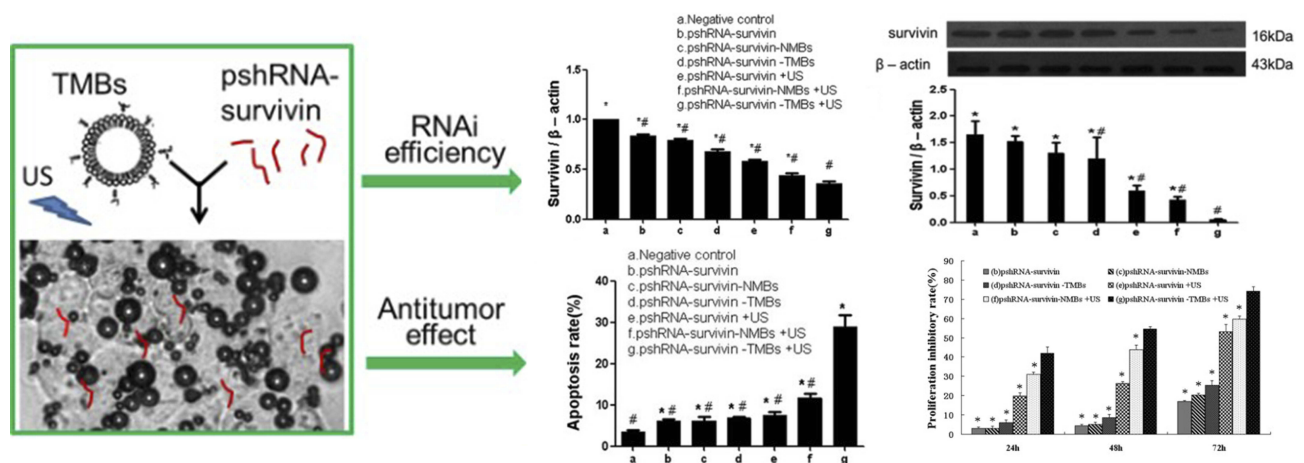 TMBs
pshRNA-
survivin
US
RNAi
efficiency
Antitumor
effect
a.Negative control
b.pshRNA-survivin
c.pshRNA-survivin-NMBs
d.pshRNA-survivin -TMBs
e.pshRNA-survivin +US
f.pshRNA-survivin-NMBs +US
g.pshRNA-survivin -TMBs +US
Survivin / β – actin
1.5
1.0
0.5
0.0
*
*#
*#
*#
*#
*#
#
a b c d e f g
survivin
16kDa
β – actin
43kDa
Survivin / β – actin
2.5
2.0
1.5
1.0
0.5
0.0
*
*
*
*#
*#
*#
#
a b c d e f g
a.Negative control
b.pshRNA-survivin
c.pshRNA-survivin-NMBs
d.pshRNA-survivin -TMBs
e.pshRNA-survivin +US
f.pshRNA-survivin-NMBs +US
g.pshRNA-survivin -TMBs +US
Apoptosis rate(%)
40
30
20
10
0
#
*#
*#
*#
*#
*#
*
a b c d e f g
Proliferation inhibitory rate(%)
90
80
70
60
50
40
30
20
10
0
(b)pshRNA-survivin
(c)pshRNA-survivin-NMBs
(d)pshRNA-survivin -TMBs
(e)pshRNA-survivin +US
(f)pshRNA-survivin-NMBs +US
(g)pshRNA-survivin -TMBs +US
* * * * *
* * * * *
* * * * *
24h 48h 72h